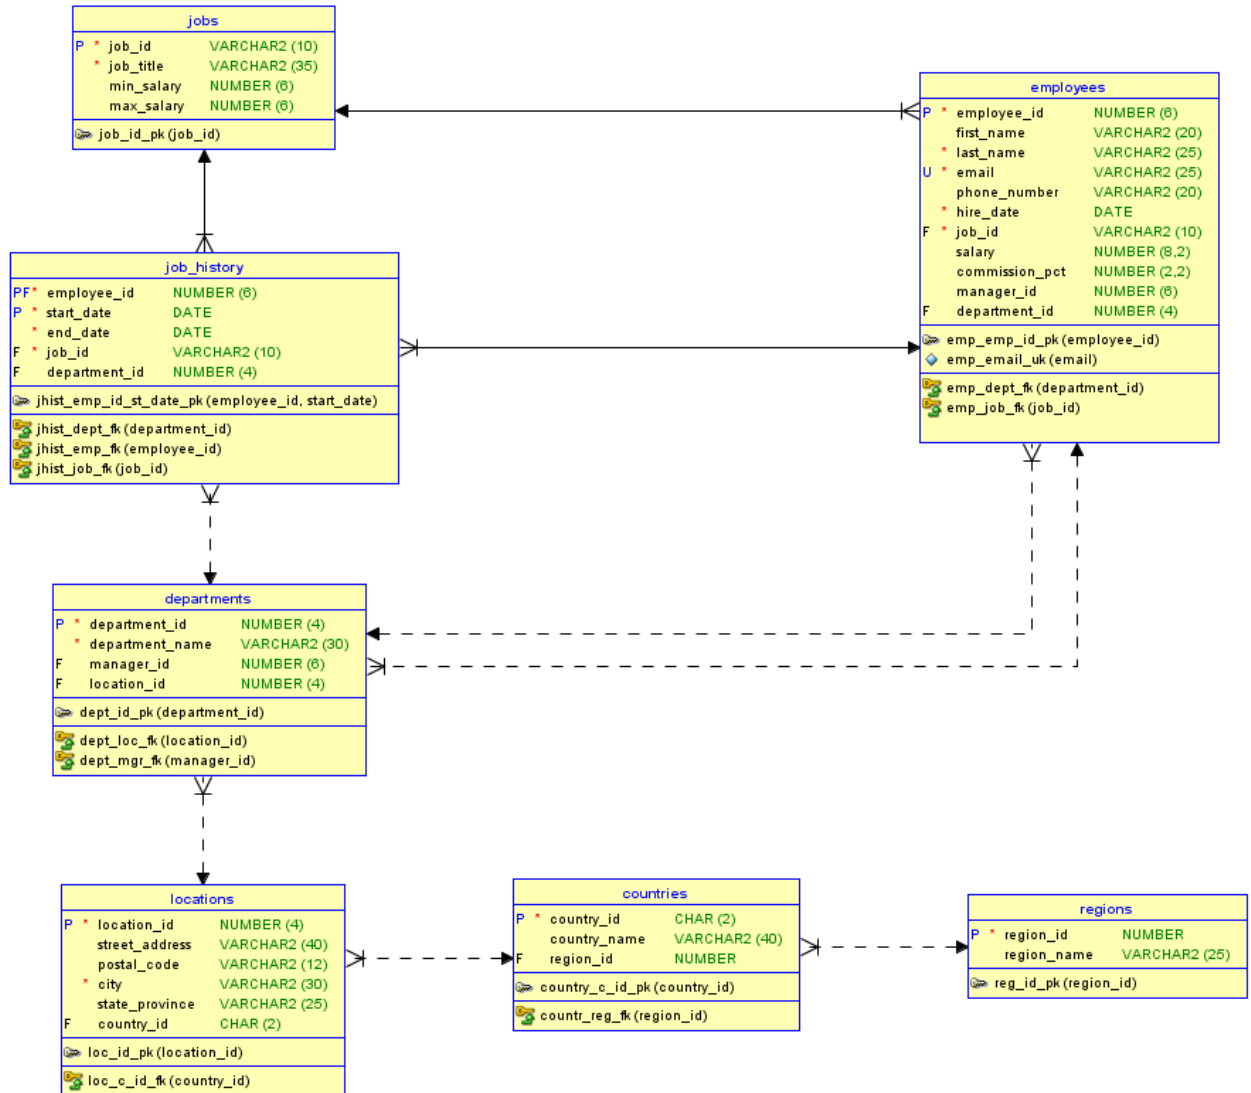 jobs
P * job_id VARCHAR2 (10)
* job_title VARCHAR2 (35)
min_salary NUMBER (6)
max_salary NUMBER (6)
job_id_pk (job_id)
employees
P * employee_id NUMBER (6)
first_name VARCHAR2 (20)
* last_name VARCHAR2 (25)
U * email VARCHAR2 (25)
phone_number VARCHAR2 (20)
* hire_date DATE
F * job_id VARCHAR2 (10)
salary NUMBER (8,2)
commission_pct NUMBER (2,2)
manager_id NUMBER (6)
F department_id NUMBER (4)
emp_emp_id_pk (employee_id)
emp_email_uk (email)
emp_dept_fk (department_id)
emp_job_fk (job_id)
job_history
PF* employee_id NUMBER (6)
P * start_date DATE
* end_date DATE
F * job_id VARCHAR2 (10)
F department_id NUMBER (4)
jhist_emp_id_st_date_pk (employee_id, start_date)
jhist_dept_fk (department_id)
jhist_emp_fk (employee_id)
jhist_job_fk (job_id)
departments
P * department_id NUMBER (4)
* department_name VARCHAR2 (30)
F manager_id NUMBER (6)
F location_id NUMBER (4)
dept_id_pk (department_id)
dept_loc_fk (location_id)
dept_mgr_fk (manager_id)
locations
P * location_id NUMBER (4)
street_address VARCHAR2 (40)
postal_code VARCHAR2 (12)
* city VARCHAR2 (30)
state_province VARCHAR2 (25)
F country_id CHAR (2)
loc_id_pk (location_id)
loc_c_id_fk (country_id)
countries
P * country_id CHAR (2)
country_name VARCHAR2 (40)
F region_id NUMBER
country_c_id_pk (country_id)
countr_reg_fk (region_id)
regions
P * region_id NUMBER
region_name VARCHAR2 (25)
reg_id_pk (region_id)